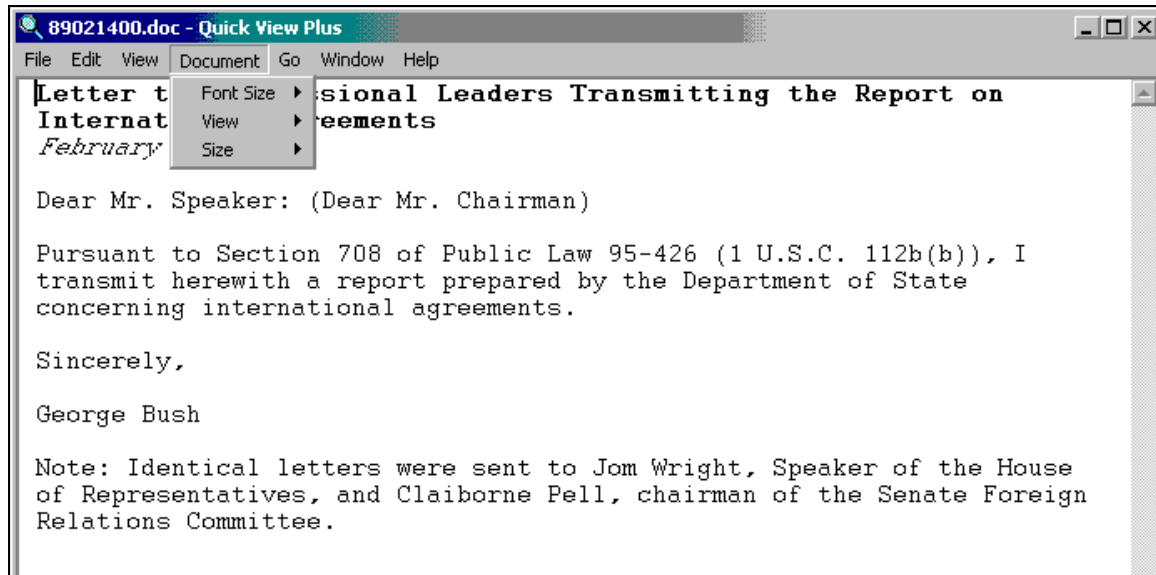 89021400.doc - Quick View Plus
File Edit View Document Go Window Help
Font Size
View
Size
Letter t sional Leaders Transmitting the Report on
Internat eements
February
Dear Mr. Speaker: (Dear Mr. Chairman)
Pursuant to Section 708 of Public Law 95-426 (1 U.S.C. 112b(b)), I
transmit herewith a report prepared by the Department of State
concerning international agreements.
Sincerely,
George Bush
Note: Identical letters were sent to Jom Wright, Speaker of the House
of Representatives, and Claiborne Pell, chairman of the Senate Foreign
Relations Committee.